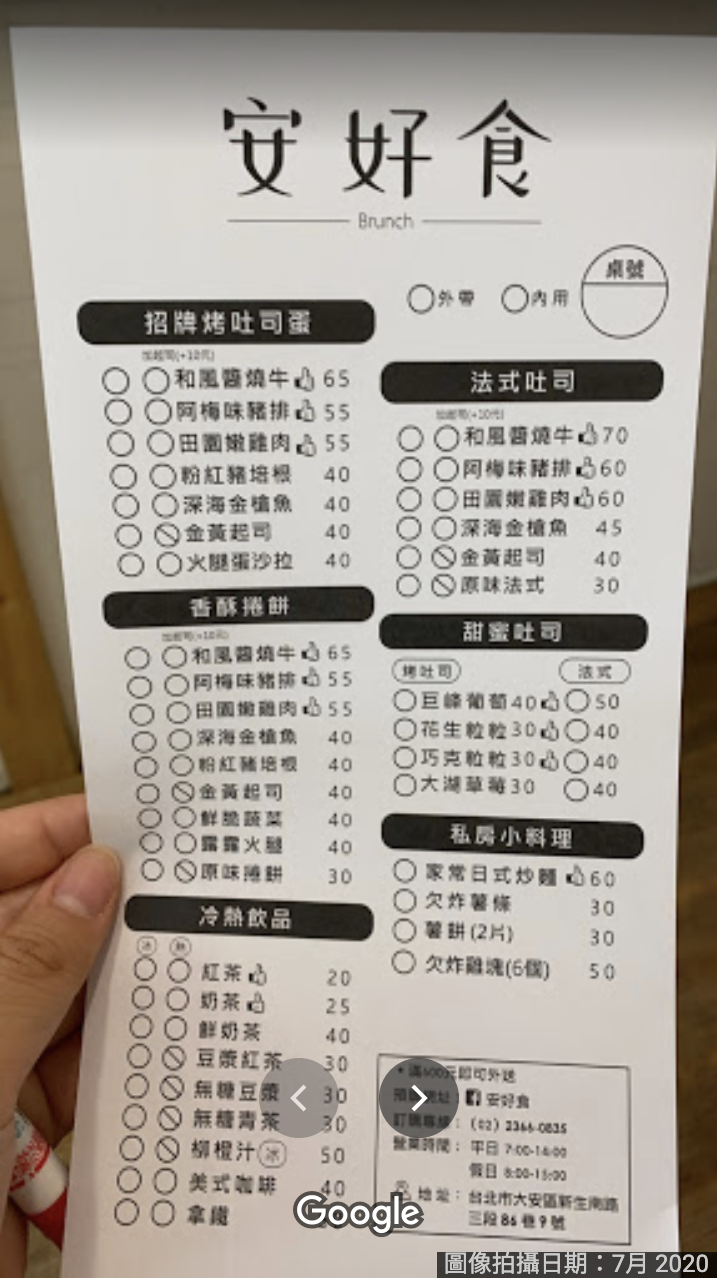 安好食
Brunch
桌號
外帶 內用
招牌烤吐司蛋
加起司(+10元)
和風醬燒牛 65
阿梅味豬排 55
田園嫩雞肉 55
粉紅豬培根 40
深海金槍魚 40
金黃起司 40
火腿蛋沙拉 40
香酥捲餅
加起司(+10元)
和風醬燒牛 65
阿梅味豬排 55
田園嫩雞肉 55
深海金槍魚 40
粉紅豬培根 40
金黃起司 40
鮮脆蔬菜 40
露露火腿 40
原味捲餅 30
冷熱飲品
冰 熱
紅茶 20
奶茶 25
鮮奶茶 40
豆漿紅茶 30
無糖豆漿 30
無糖青茶 30
柳橙汁 冰 50
美式咖啡 40
拿鐵
法式吐司
加起司(+10元)
和風醬燒牛 70
阿梅味豬排 60
田園嫩雞肉 60
深海金槍魚 45
金黃起司 40
原味法式 30
甜蜜吐司
烤吐司 法式
巨峰葡萄 40 50
花生粒粒 30 40
巧克粒粒 30 40
大湖草莓 30 40
私房小料理
家常日式炒麵 60
欠炸薯條 30
薯餅(2片) 30
欠炸雞塊(6個) 50
*滿600元即可外送
安好食
訂購專線：(02) 2366-0835
營業時間：平日 7:00-14:00
假日 8:00-15:00
地址：台北市大安區新生南路
三段86巷9號
Google
圖像拍攝日期：7月 2020